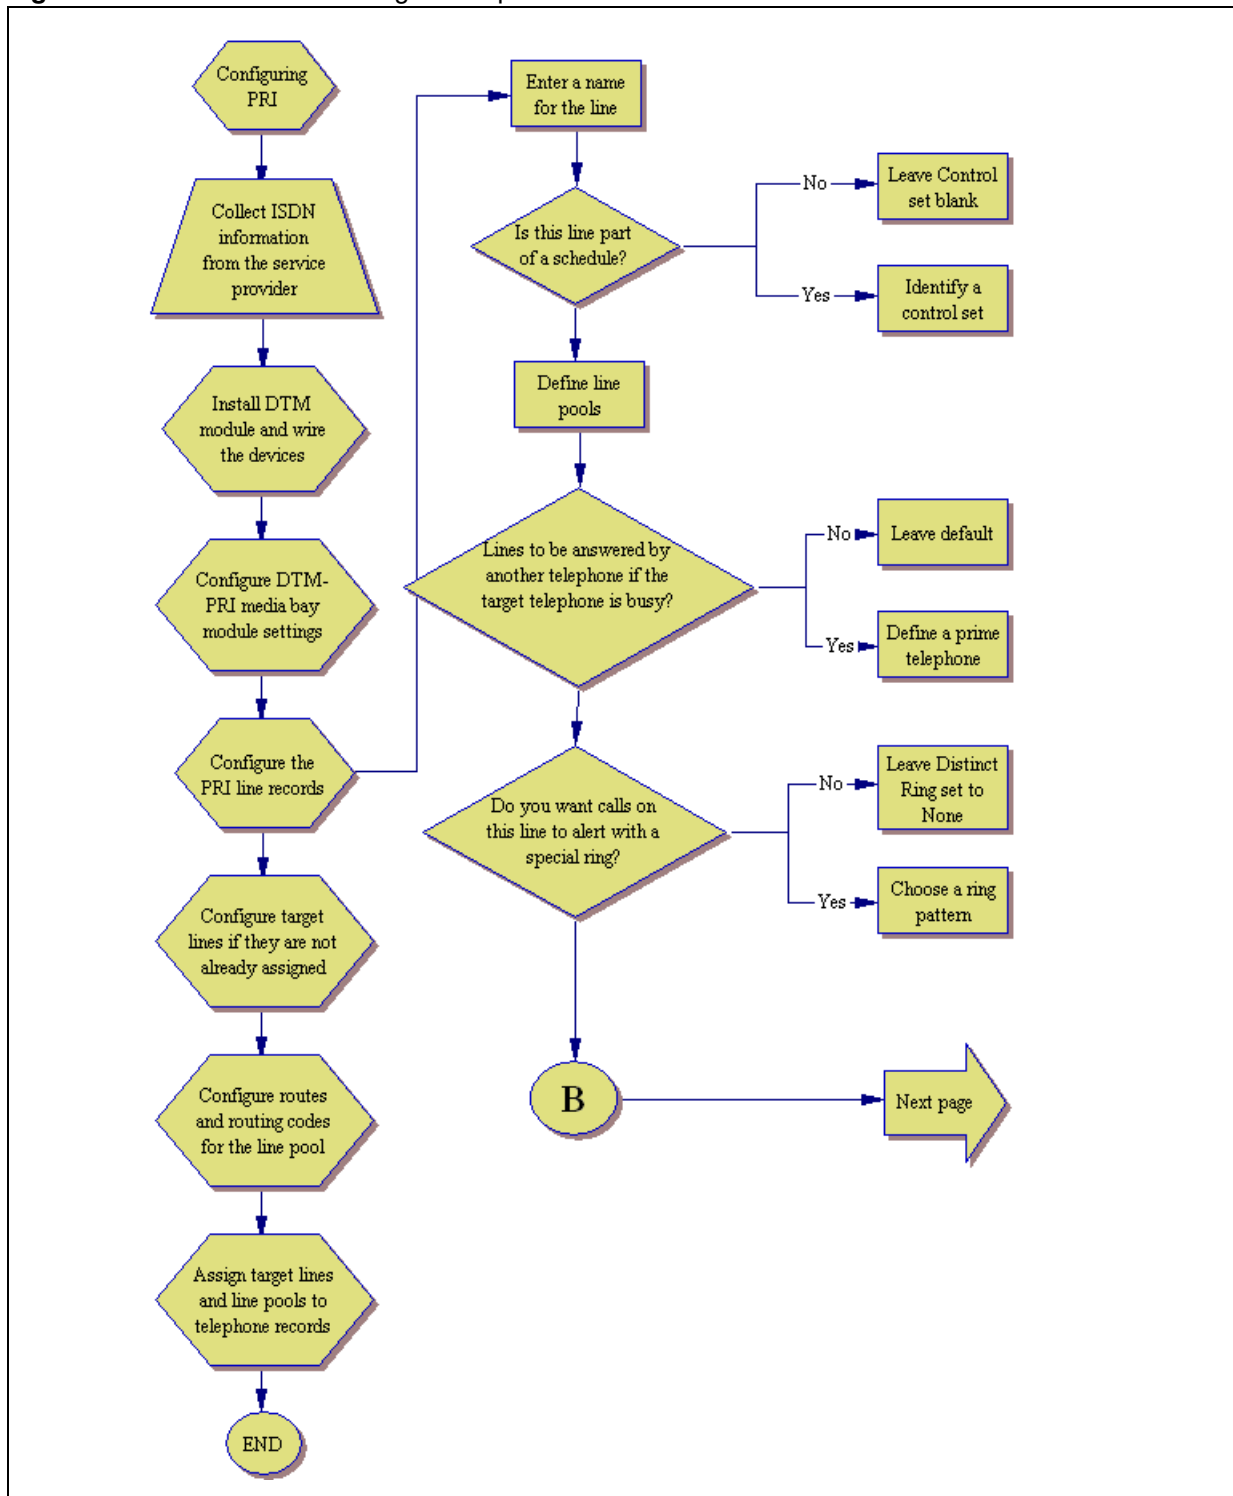 Configuring
PRI
Collect ISDN
information
from the service
provider
Install DTM
module and wire
the devices
Configure DTM-
PRI media bay
module settings
Configure the
PRI line records
Configure target
lines if they are not
already assigned
Configure routes
and routing codes
for the line pool
Assign target lines
and line pools to
telephone records
END
Enter a name
for the line
Is this line part
of a schedule?
No
Leave Control
set blank
Yes
Identify a
control set
Define line
pools
Lines to be answered by
another telephone if the
target telephone is busy?
No
Leave default
Yes
Define a prime
telephone
Do you want calls on
this line to alert with a
special ring?
No
Leave Distinct
Ring set to
None
Yes
Choose a ring
pattern
B
Next page